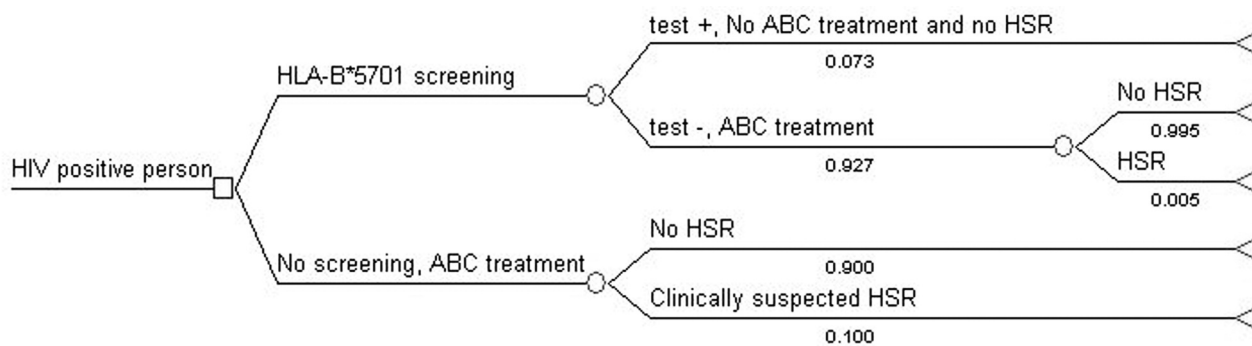 test +, No ABC treatment and no HSR
0.073
HLA-B*5701 screening
No HSR
0.995
test -, ABC treatment
0.927
HSR
0.005
HIV positive person
No HSR
0.900
No screening, ABC treatment
Clinically suspected HSR
0.100